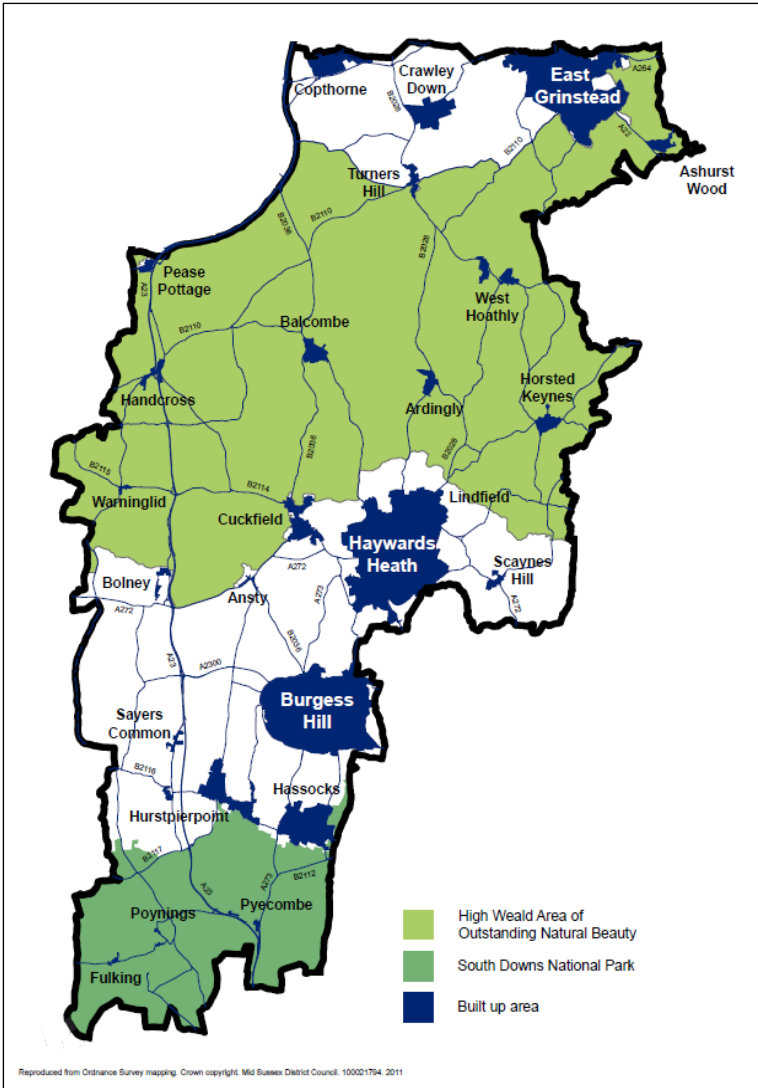 Copthorne
Crawley
Down
East
Grinstead
A264
B2028
A22
B2110
Ashurst
Wood
Turners
Hill
B2036
B2110
B2028
Pease
Pottage
A23
West
Hoathly
B2110
Balcombe
Handcross
Ardingly
Horsted
Keynes
B2036
B2028
B2115
Warninglid
B2114
Cuckfield
Lindfield
Haywards
Heath
Scaynes
Hill
A272
Bolney
A272
Ansty
A272
A273
B2036
A23
A2300
Burgess
Hill
Sayers
Common
B2116
Hassocks
Hurstpierpoint
B2117
A23
A273
B2112
Poynings
Pyecombe
Fulking
High Weald Area of
Outstanding Natural Beauty
South Downs National Park
Built up area
Reproduced from Ordnance Survey mapping. Crown copyright. Mid Sussex District Council. 100021794. 2011